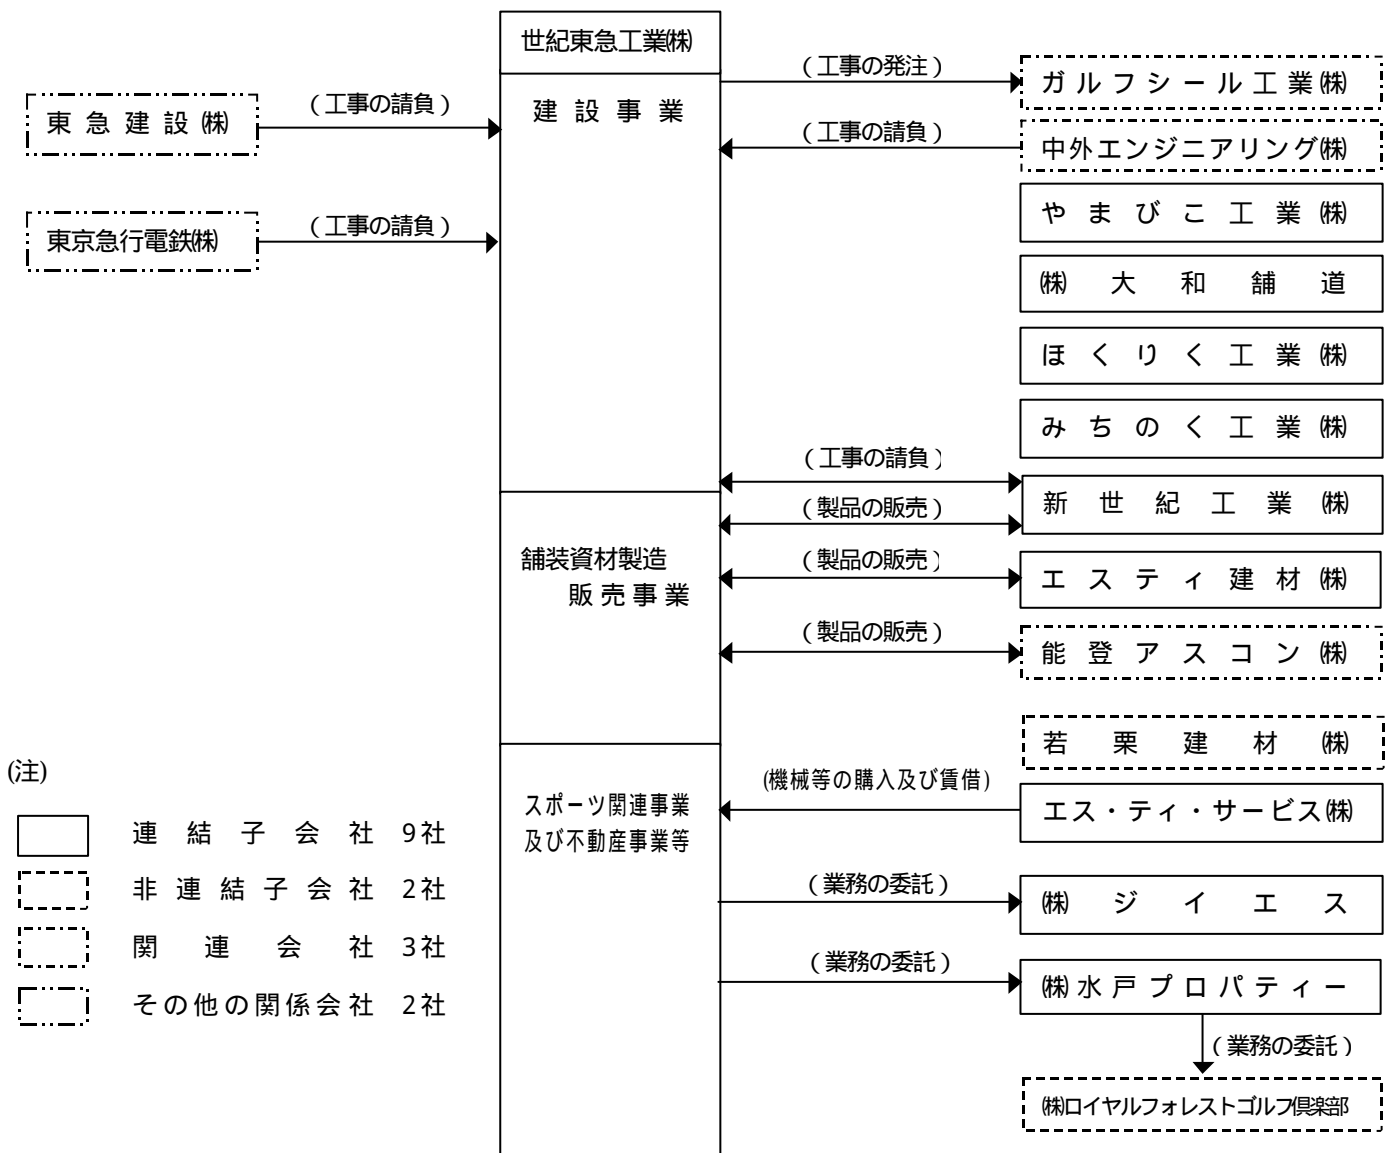 世紀東急工業㈱
建設事業
(工事の発注)
ガルフシール工業㈱
東急建設㈱
(工事の請負)
(工事の請負)
中外エンジニアリング㈱
やまびこ工業㈱
東京急行電鉄㈱
(工事の請負)
㈱大和舗道
ほくりく工業㈱
みちのく工業㈱
(工事の請負)
新世紀工業㈱
(製品の販売)
舗装資材製造
販売事業
(製品の販売)
エスティ建材㈱
(製品の販売)
能登アスコン㈱
若栗建材㈱
スポーツ関連事業
及び不動産事業等
(機械等の購入及び賃借)
エス・ティ・サービス㈱
(業務の委託)
㈱ジイエス
(業務の委託)
㈱水戸プロパティー
(業務の委託)
㈱ロイヤルフォレストゴルフ倶楽部
(注)
連結子会社 9社
非連結子会社 2社
関連会社 3社
その他の関係会社 2社